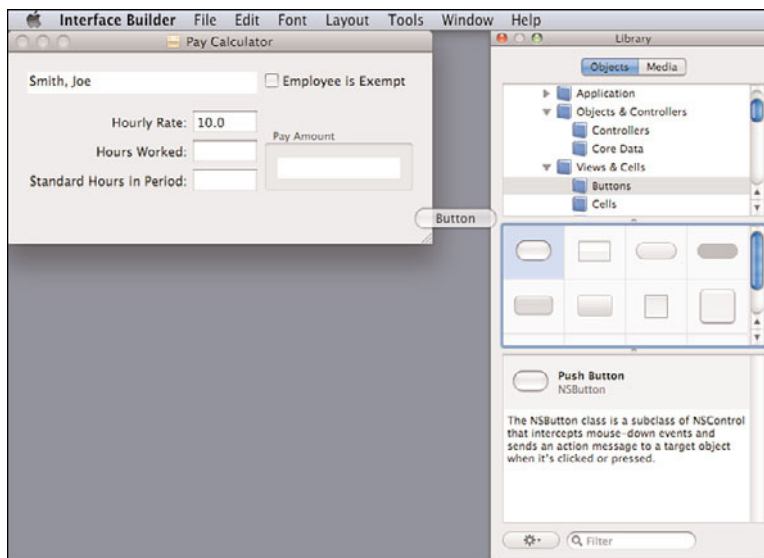 Interface Builder File Edit Font Layout Tools Window Help
Pay Calculator
Smith, Joe
Employee is Exempt
Hourly Rate: 10.0
Hours Worked:
Standard Hours in Period:
Pay Amount
Button
Library
Objects Media
Application
Objects & Controllers
Controllers
Core Data
Views & Cells
Buttons
Cells
Push Button
NSButton
The NSButton class is a subclass of NSControl
that intercepts mouse-down events and
sends an action message to a target object
when it's clicked or pressed.
Filter